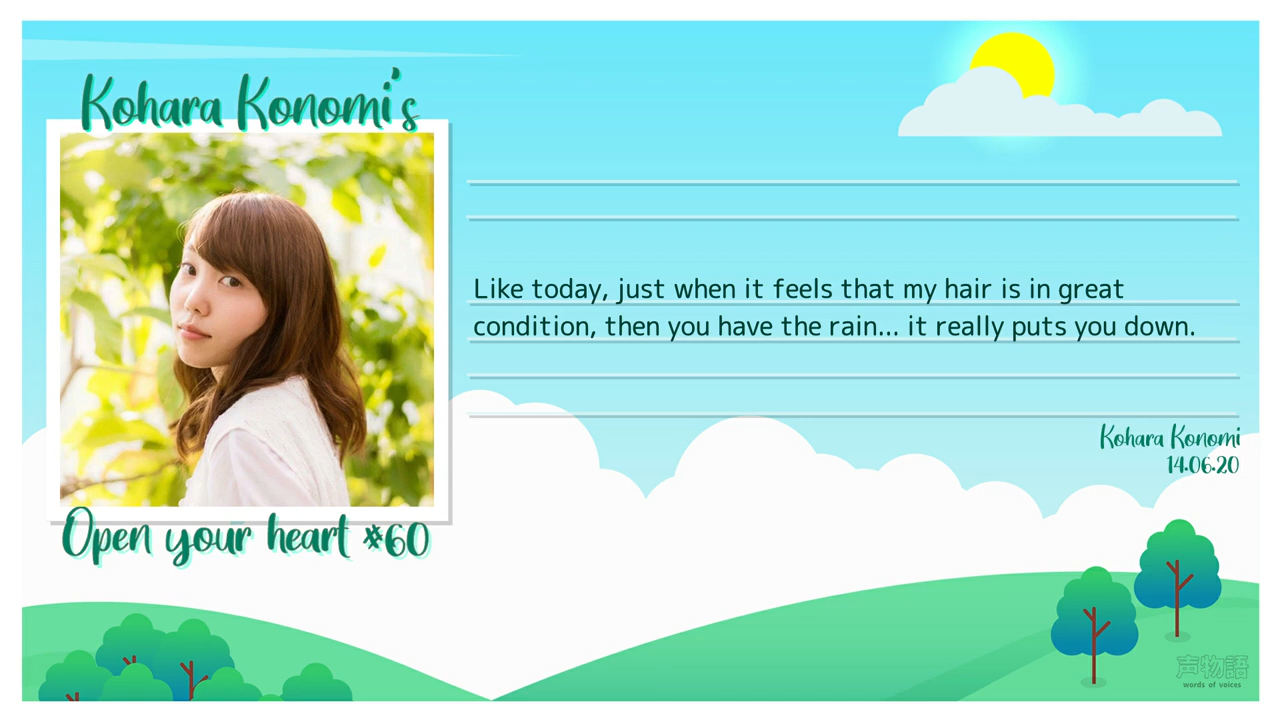 Kohara Konomi's
Like today, just when it feels that my hair is in great
condition, then you have the rain... it really puts you down.
Kohara Konomi
14.06.20
Open your heart #60
声物語
words of voices